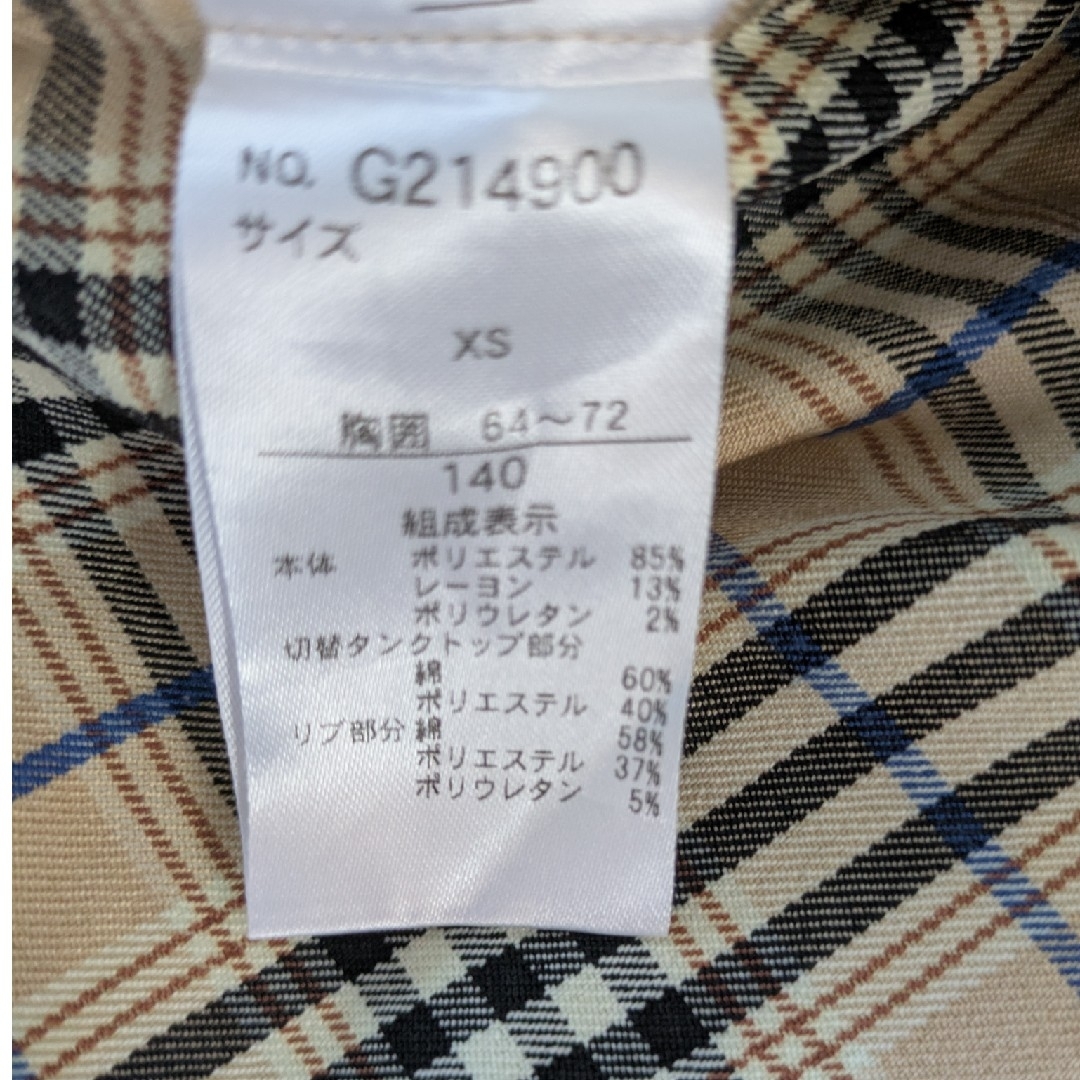 NO. G214900
サイズ
XS
胸囲 64～72
140
組成表示
本体 ポリエステル 85%
レーヨン 13%
ポリウレタン 2%
切替タンクトップ部分
綿 60%
ポリエステル 40%
リブ部分 綿 58%
ポリエステル 37%
ポリウレタン 5%